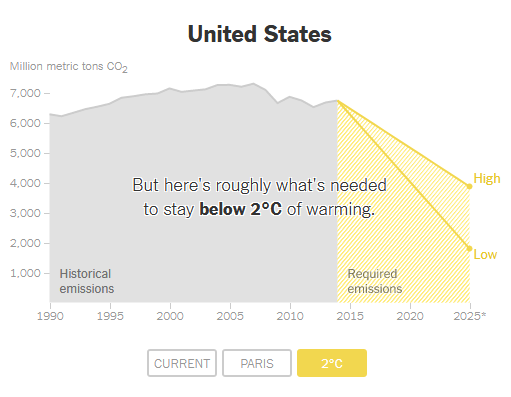 United States
Million metric tons CO₂
7,000
6,000
5,000
4,000
3,000
2,000
1,000
But here's roughly what's needed
to stay below 2°C of warming.
High
Low
Historical
emissions
Required
emissions
1990 1995 2000 2005 2010 2015 2020 2025*
CURRENT PARIS 2°C